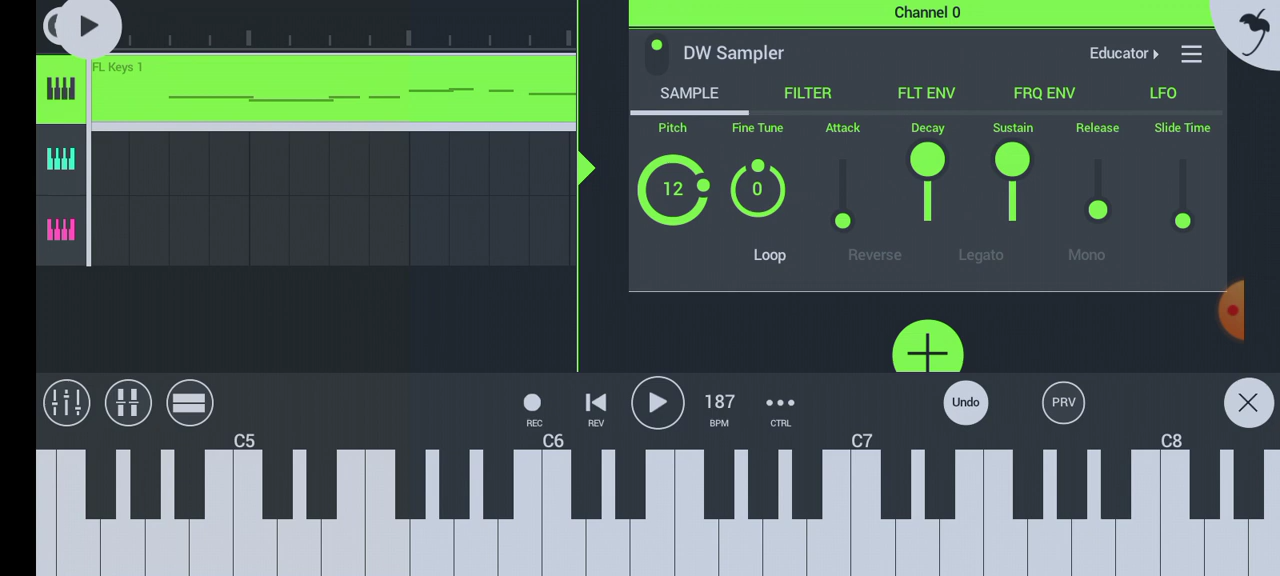 Channel 0
FL Keys 1
DW Sampler
Educator
SAMPLE
FILTER
FLT ENV
FRQ ENV
LFO
Pitch
Fine Tune
Attack
Decay
Sustain
Release
Slide Time
12
0
Loop
Reverse
Legato
Mono
REC
REV
187
BPM
CTRL
Undo
PRV
C5
C6
C7
C8